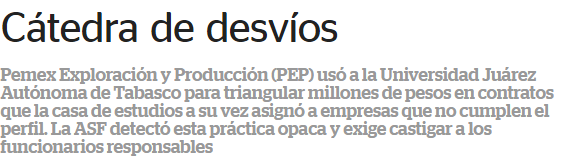 Cátedra de desvíos
Pemex Exploración y Producción (PEP) usó a la Universidad Juárez
Autónoma de Tabasco para triangular millones de pesos en contratos
que la casa de estudios a su vez asignó a empresas que no cumplen el
perfil. La ASF detectó esta práctica opaca y exige castigar a los
funcionarios responsables